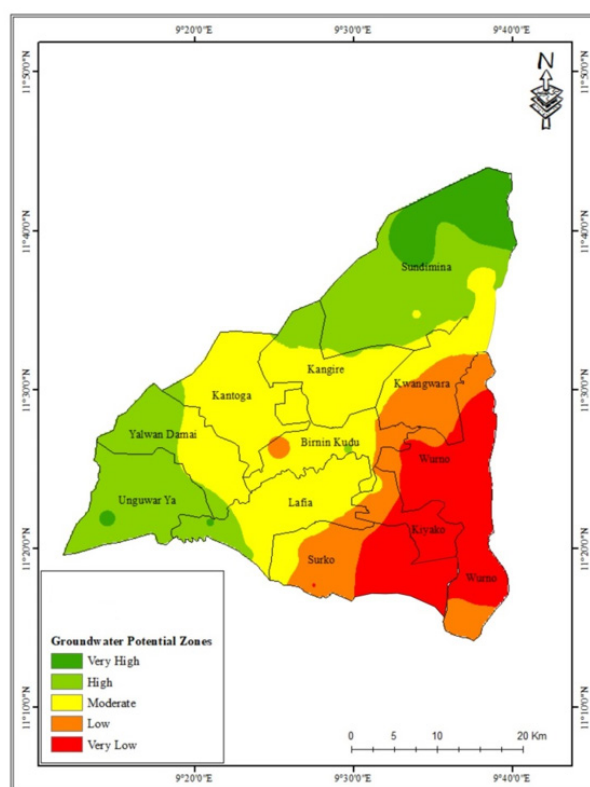 9°20'0"E 9°30'0"E 9°40'0"E
N
11°50'0"N 11°50'0"N
11°40'0"N 11°40'0"N
Sundimina
Kangire
Kwangwara
11°30'0"N 11°30'0"N
Kantoga
Yalwan Damai
Birnin Kudu
Wurno
Unguwar Ya
Lafia
Kiyako
11°20'0"N 11°20'0"N
Surko
Wurno
Groundwater Potential Zones
Very High
High
Moderate
Low
Very Low
11°10'0"N 11°10'0"N
0 5 10 20 Km
9°20'0"E 9°30'0"E 9°40'0"E